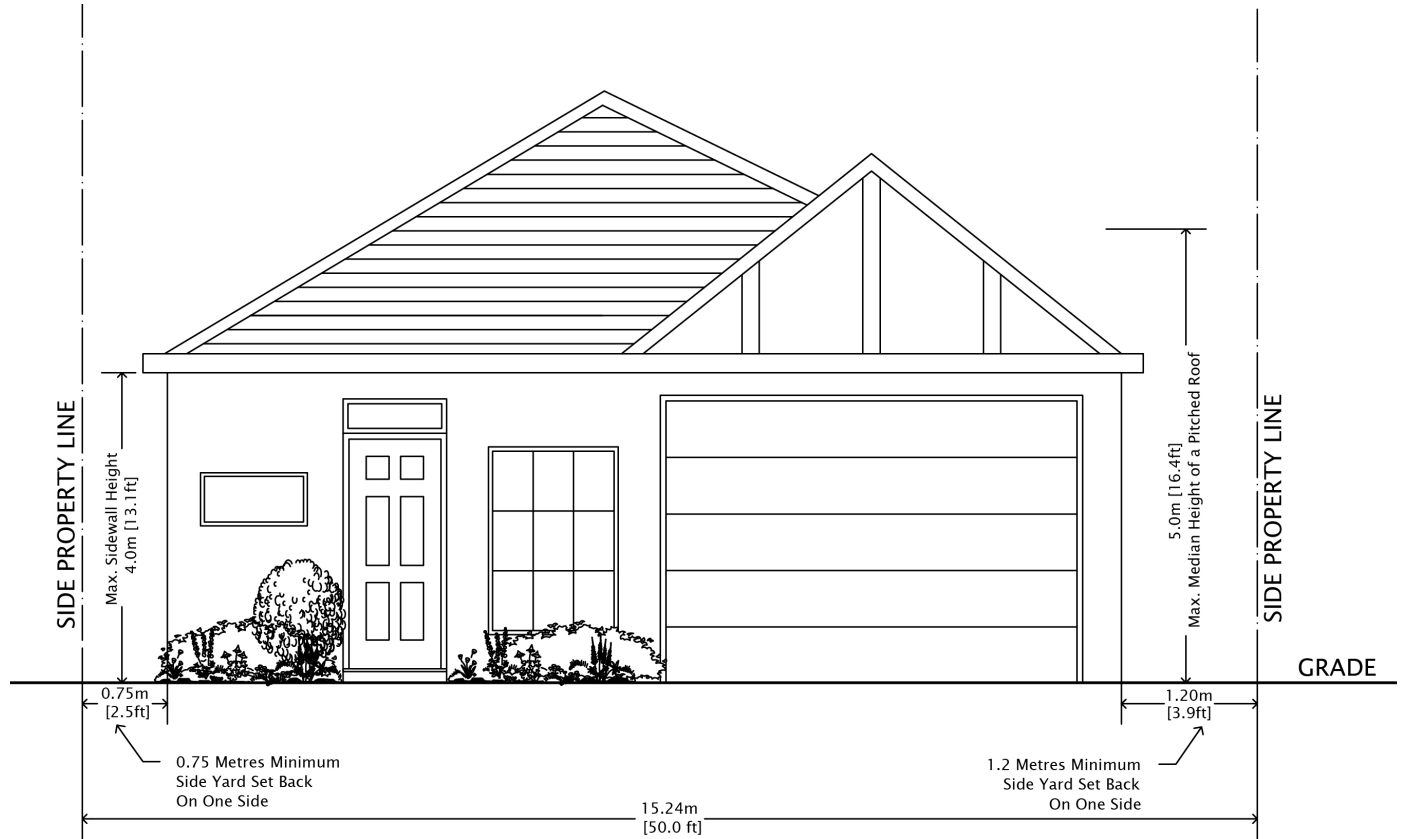 SIDE PROPERTY LINE
Max. Sidewall Height
4.0m [13.1ft]
5.0m [16.4ft]
Max. Median Height of a Pitched Roof
SIDE PROPERTY LINE
GRADE
0.75m
[2.5ft]
1.20m
[3.9ft]
0.75 Metres Minimum
Side Yard Set Back
On One Side
1.2 Metres Minimum
Side Yard Set Back
On One Side
15.24m
[50.0 ft]